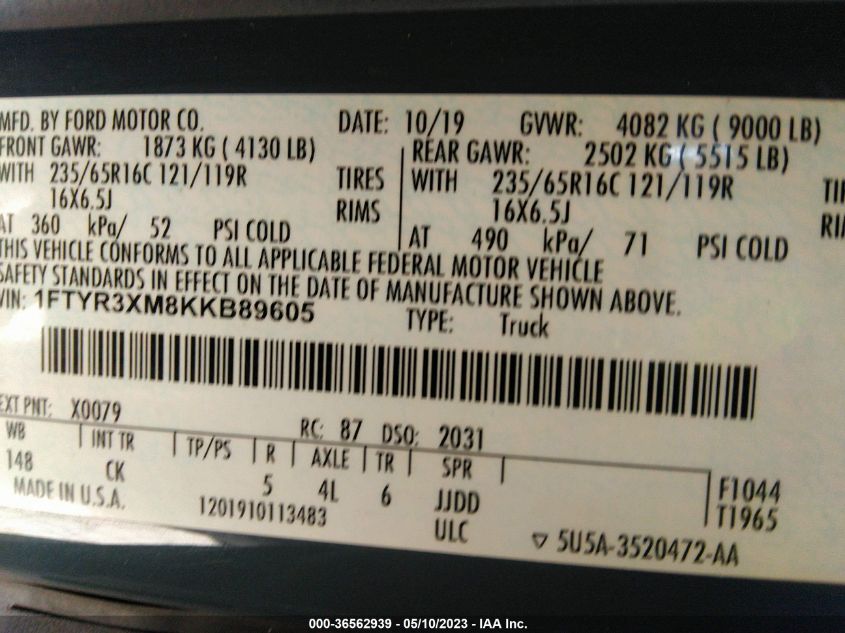 MFD. BY FORD MOTOR CO. DATE: 10/19 GVWR: 4082 KG ( 9000 LB)
FRONT GAWR: 1873 KG ( 4130 LB) REAR GAWR: 2502 KG ( 5515 LB)
WITH 235/65R16C 121/119R TIRES WITH 235/65R16C 121/119R
16X6.5J RIMS 16X6.5J
AT 360 kPa/ 52 PSI COLD AT 490 kPa/ 71 PSI COLD
THIS VEHICLE CONFORMS TO ALL APPLICABLE FEDERAL MOTOR VEHICLE
SAFETY STANDARDS IN EFFECT ON THE DATE OF MANUFACTURE SHOWN ABOVE.
VIN: 1FTYR3XM8KKB89605 TYPE: Truck
EXT PNT: X0079 RC: 87 DSO: 2031
WB INT TR TP/PS R AXLE TR SPR
148 CK 5 4L 6 JJDD F1044
MADE IN U.S.A. 1201910113483 ULC T1965
5U5A-3520472-AA
000-36562939 - 05/10/2023 - IAA Inc.